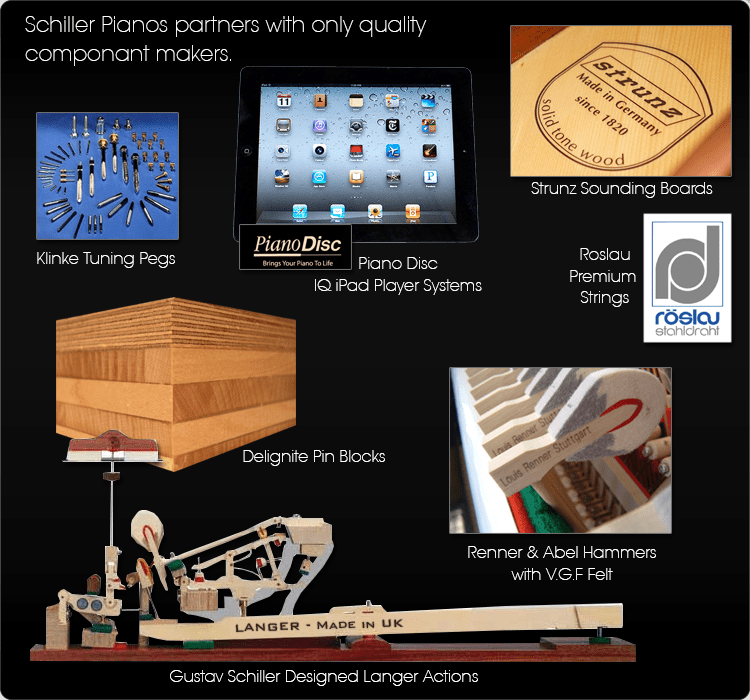 Schiller Pianos partners with only quality
componant makers.
Klinke Tuning Pegs
11
PianoDisc
Brings Your Piano To Life
Piano Disc
IQ iPad Player Systems
strunz
Made in Germany
since 1820
solid tone wood
Strunz Sounding Boards
Roslau
Premium
Strings
röslau
stahldraht
Delignite Pin Blocks
Louis Renner Stuttgart
Louis Renner Stuttgart
Renner & Abel Hammers
with V.G.F Felt
LANGER - MADE IN UK
Gustav Schiller Designed Langer Actions